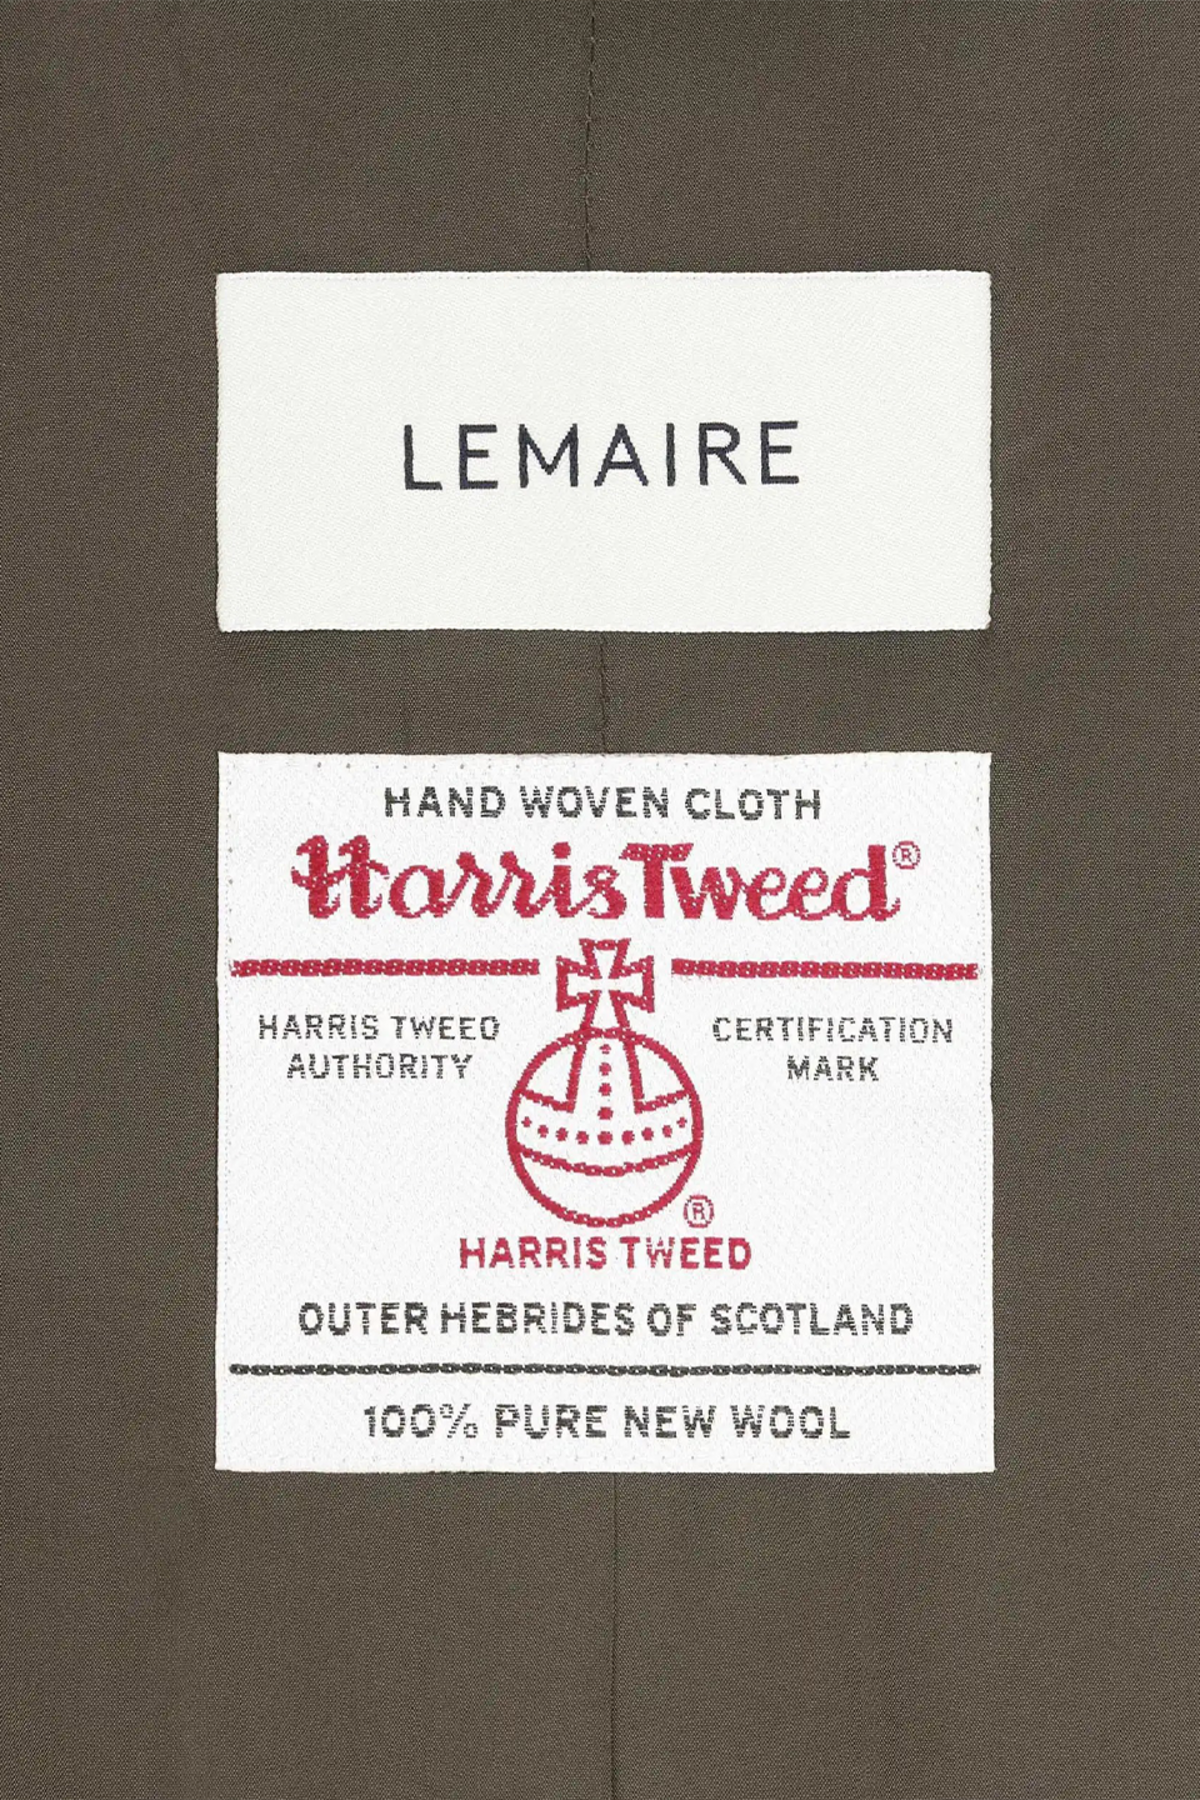 LEMAIRE
HAND WOVEN CLOTH
Harris Tweed®
HARRIS TWEED
AUTHORITY
CERTIFICATION
MARK
®
HARRIS TWEED
OUTER HEBRIDES OF SCOTLAND
100% PURE NEW WOOL